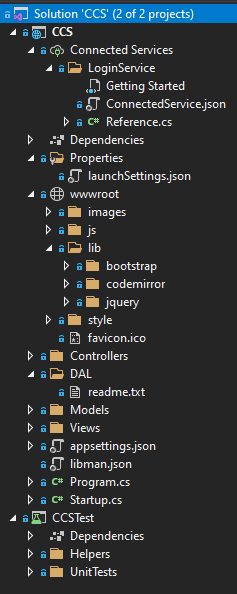 Solution 'CCS' (2 of 2 projects)
CCS
Connected Services
LoginService
Getting Started
ConnectedService.json
C# Reference.cs
Dependencies
Properties
launchSettings.json
wwwroot
images
js
lib
bootstrap
codemirror
jquery
style
favicon.ico
Controllers
DAL
readme.txt
Models
Views
appsettings.json
libman.json
C# Program.cs
C# Startup.cs
CCSTest
Dependencies
Helpers
UnitTests